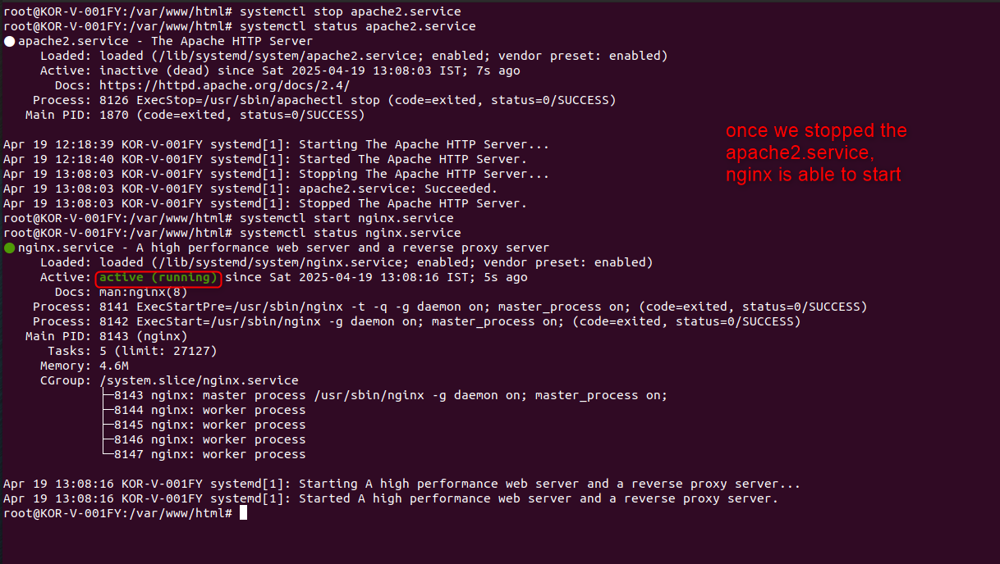 root@KOR-V-001FY:/var/www/html# systemctl stop apache2.service
root@KOR-V-001FY:/var/www/html# systemctl status apache2.service
● apache2.service - The Apache HTTP Server
     Loaded: loaded (/lib/systemd/system/apache2.service; enabled; vendor preset: enabled)
     Active: inactive (dead) since Sat 2025-04-19 13:08:03 IST; 7s ago
       Docs: https://httpd.apache.org/docs/2.4/
    Process: 8126 ExecStop=/usr/sbin/apachectl stop (code=exited, status=0/SUCCESS)
   Main PID: 1870 (code=exited, status=0/SUCCESS)

Apr 19 12:18:39 KOR-V-001FY systemd[1]: Starting The Apache HTTP Server...
Apr 19 12:18:40 KOR-V-001FY systemd[1]: Started The Apache HTTP Server.
Apr 19 13:08:03 KOR-V-001FY systemd[1]: Stopping The Apache HTTP Server...
Apr 19 13:08:03 KOR-V-001FY systemd[1]: apache2.service: Succeeded.
Apr 19 13:08:03 KOR-V-001FY systemd[1]: Stopped The Apache HTTP Server.
once we stopped the
apache2.service,
nginx is able to start
root@KOR-V-001FY:/var/www/html# systemctl start nginx.service
root@KOR-V-001FY:/var/www/html# systemctl status nginx.service
● nginx.service - A high performance web server and a reverse proxy server
     Loaded: loaded (/lib/systemd/system/nginx.service; enabled; vendor preset: enabled)
     Active: active (running) since Sat 2025-04-19 13:08:16 IST; 5s ago
       Docs: man:nginx(8)
    Process: 8141 ExecStartPre=/usr/sbin/nginx -t -q -g daemon on; master_process on; (code=exited, status=0/SUCCESS)
    Process: 8142 ExecStart=/usr/sbin/nginx -g daemon on; master_process on; (code=exited, status=0/SUCCESS)
   Main PID: 8143 (nginx)
      Tasks: 5 (limit: 27127)
     Memory: 4.6M
     CGroup: /system.slice/nginx.service
             ├─8143 nginx: master process /usr/sbin/nginx -g daemon on; master_process on;
             ├─8144 nginx: worker process
             ├─8145 nginx: worker process
             ├─8146 nginx: worker process
             └─8147 nginx: worker process

Apr 19 13:08:16 KOR-V-001FY systemd[1]: Starting A high performance web server and a reverse proxy server...
Apr 19 13:08:16 KOR-V-001FY systemd[1]: Started A high performance web server and a reverse proxy server.
root@KOR-V-001FY:/var/www/html#